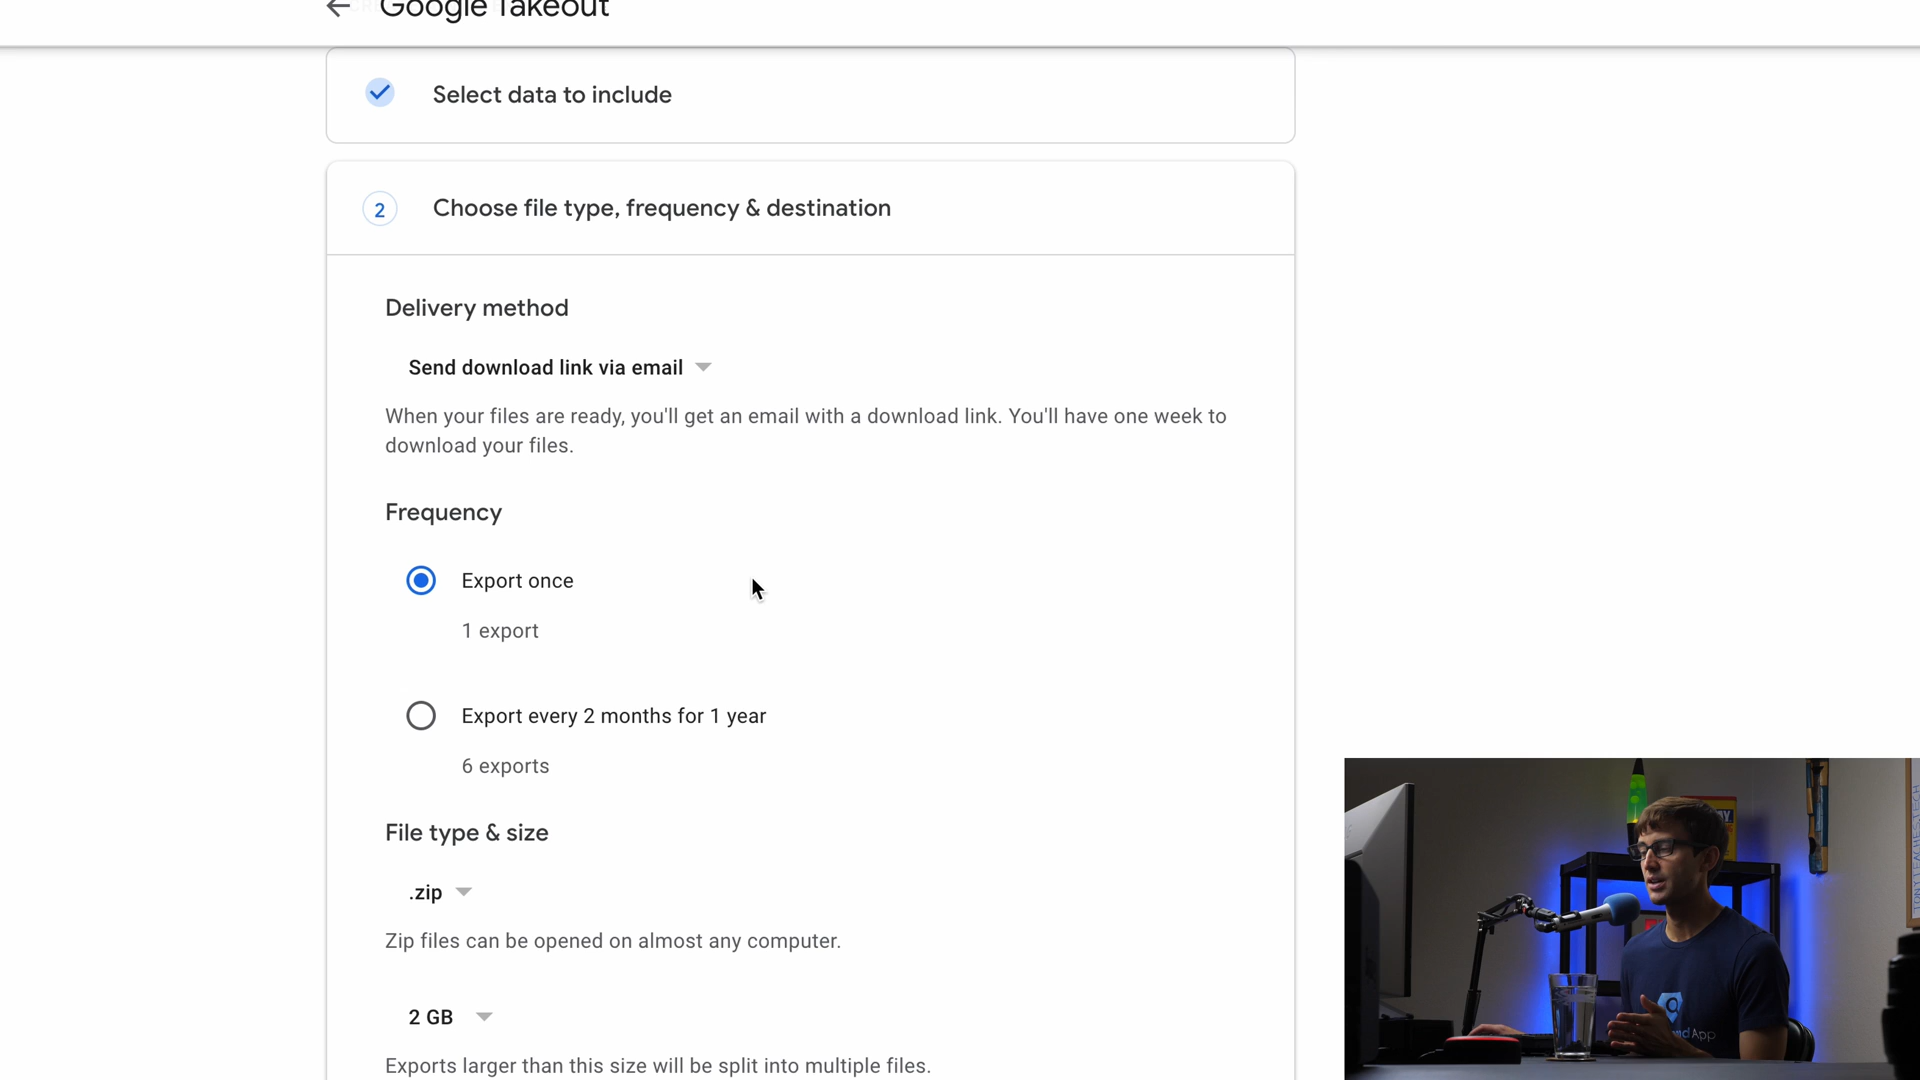 Google Takeout
Select data to include
2 Choose file type, frequency & destination
Delivery method
Send download link via email
When your files are ready, you'll get an email with a download link. You'll have one week to
download your files.
Frequency
Export once
1 export
Export every 2 months for 1 year
6 exports
File type & size
.zip
Zip files can be opened on almost any computer.
2 GB
Exports larger than this size will be split into multiple files.